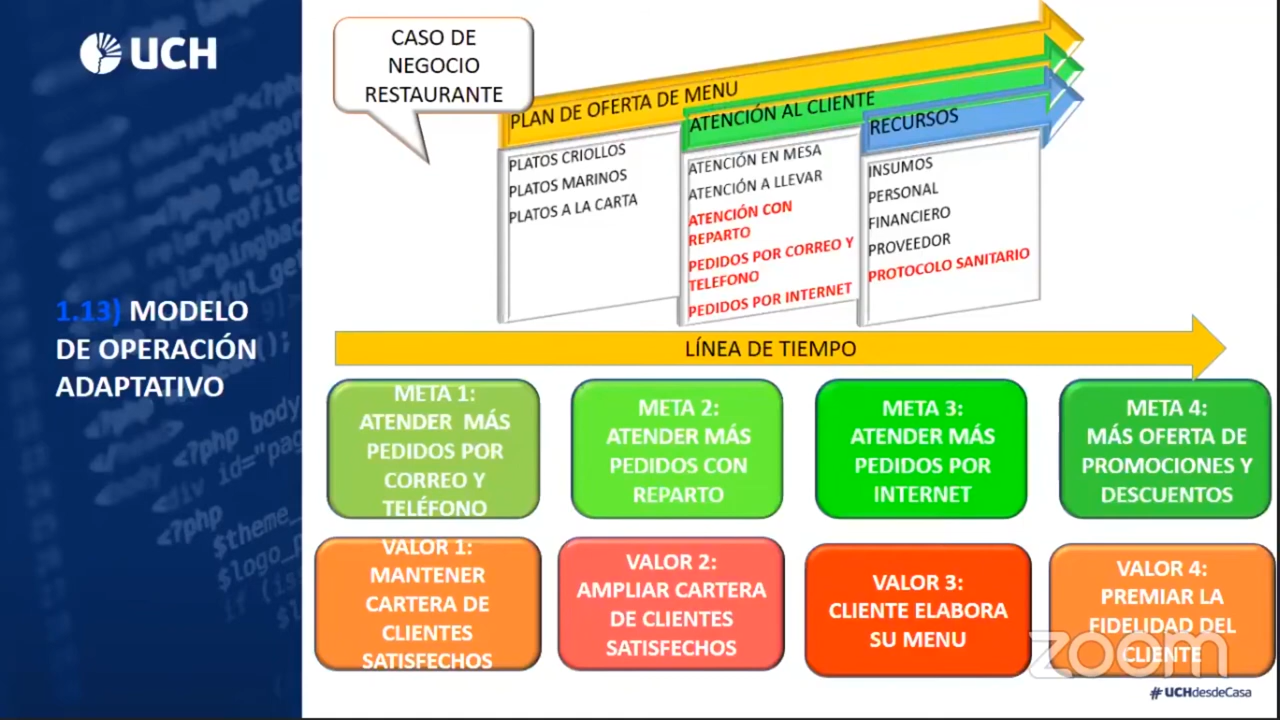 UCH
1.13) MODELO
DE OPERACIÓN
ADAPTATIVO
CASO DE
NEGOCIO
RESTAURANTE
PLAN DE OFERTA DE MENU
PLATOS CRIOLLOS
PLATOS MARINOS
PLATOS A LA CARTA
ATENCIÓN AL CLIENTE
ATENCIÓN EN MESA
ATENCIÓN A LLEVAR
ATENCIÓN CON
REPARTO
PEDIDOS POR CORREO Y
TELEFONO
PEDIDOS POR INTERNET
RECURSOS
INSUMOS
PERSONAL
FINANCIERO
PROVEEDOR
PROTOCOLO SANITARIO
LÍNEA DE TIEMPO
META 1:
ATENDER MÁS
PEDIDOS POR
CORREO Y
TELÉFONO
META 2:
ATENDER MÁS
PEDIDOS CON
REPARTO
META 3:
ATENDER MÁS
PEDIDOS POR
INTERNET
META 4:
MÁS OFERTA DE
PROMOCIONES Y
DESCUENTOS
VALOR 1:
MANTENER
CARTERA DE
CLIENTES
SATISFECHOS
VALOR 2:
AMPLIAR CARTERA
DE CLIENTES
SATISFECHOS
VALOR 3:
CLIENTE ELABORA
SU MENU
VALOR 4:
PREMIAR LA
FIDELIDAD DEL
CLIENTE
zoom
#UCHdesdeCasa